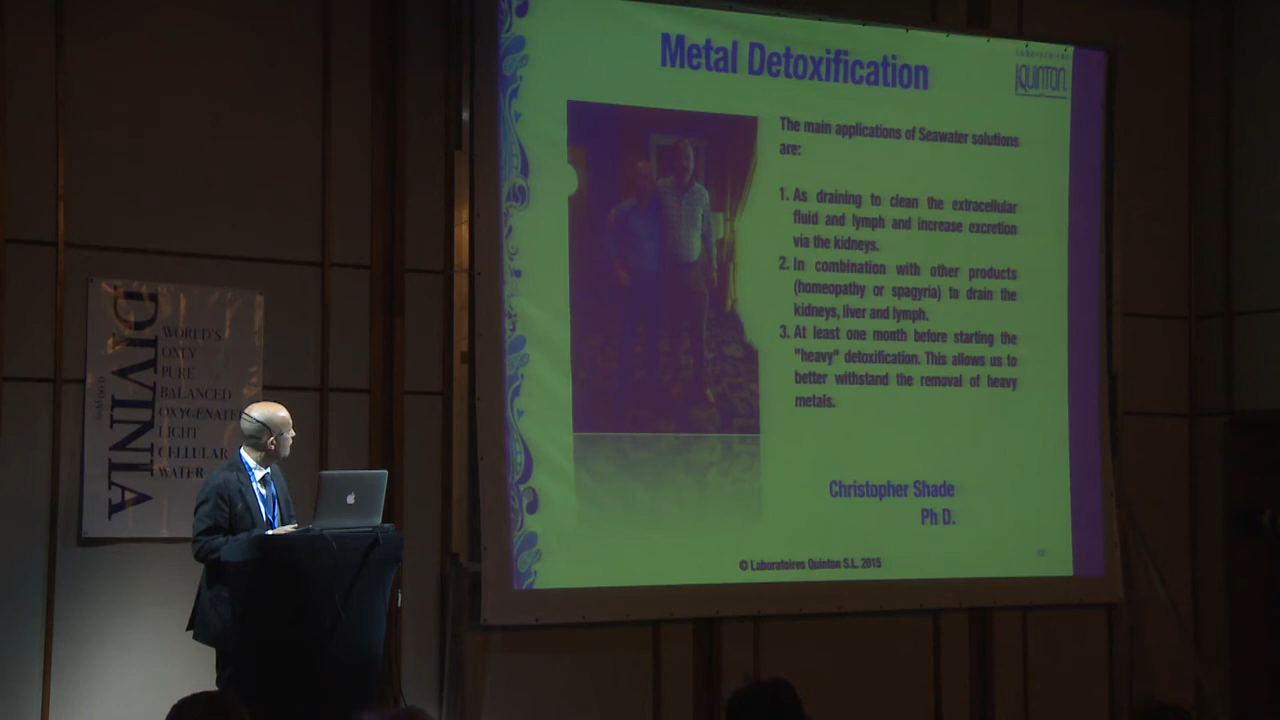 Metal Detoxification
Laboratoires
QUINTON
The main applications of Seawater solutions
are:
1. As draining to clean the extracellular
fluid and lymph and increase excretion
via the kidneys.
2. In combination with other products
(homeopathy or spagyria) to drain the
kidneys, liver and lymph.
3. At least one month before starting the
"heavy" detoxification. This allows us to
better withstand the removal of heavy
metals.
Christopher Shade
Ph D.
© Laboratoires Quinton S.L. 2015
DIVINIA
WORLD'S
ONLY
PURE
BALANCED
OXYGENATE
LIGHT
CELLULAR
WATER